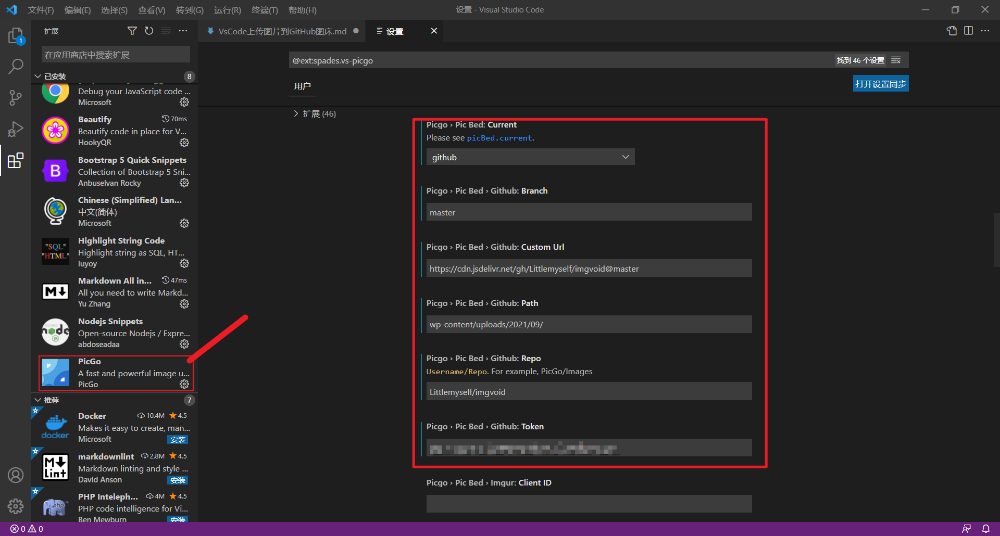 文件(F) 编辑(E) 选择(S) 查看(V) 转到(G) 运行(R) 终端(T) 帮助(H)
设置 - Visual Studio Code
扩展
VsCode上传图片到GitHub图床.md
设置
在应用商店中搜索扩展
@ext:spades.vs-picgo
找到 46 个设置
用户
打开设置同步
扩展 (46)
1
已安装
8
Debug your JavaScript code ...
Microsoft
Beautify
70ms
Beautify code in place for V...
HookyQR
Bootstrap 5 Quick Snippets
Collection of Bootstrap 5 Sni...
Anbuselvan Rocky
Chinese (Simplified) Lan...
中文(简体)
Microsoft
Highlight String Code
Highlight string as SQL, HT...
iuyoy
"SQL"
"HTML"
Markdown All in...
47ms
All you need to write Markd...
Yu Zhang
Nodejs Snippets
Open-source Nodejs / Expre...
abdoseadaa
node
PicGo
A fast and powerful image u...
PicGo
推荐
7
Docker
10.4M
4.5
Makes it easy to create, man...
Microsoft
安装
docker
markdownlint
2.8M
4.5
Markdown linting and style ...
David Anson
安装
Lint
PHP Inteleph...
4M
4.5
PHP code intelligence for Vi...
Ben Mewburn
安装
Picgo › Pic Bed: Current
Please see picBed.current.
github
Picgo › Pic Bed › Github: Branch
master
Picgo › Pic Bed › Github: Custom Url
https://cdn.jsdelivr.net/gh/Littlemyself/imgvoid@master
Picgo › Pic Bed › Github: Path
wp-content/uploads/2021/09/
Picgo › Pic Bed › Github: Repo
Username/Repo. For example, PicGo/Images
Littlemyself/imgvoid
Picgo › Pic Bed › Github: Token
Picgo › Pic Bed › Imgur: Client ID
0
0